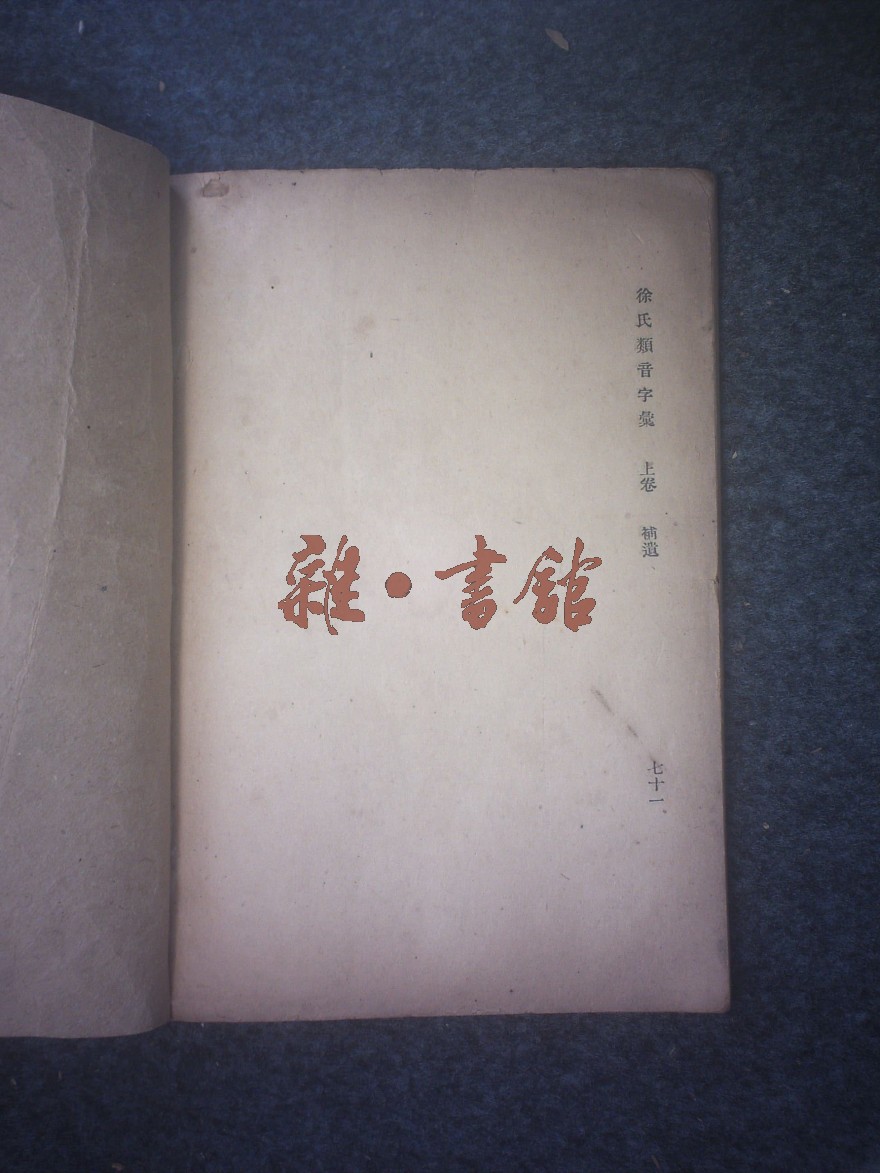 徐氏類音字彙 上卷 補遺
七十一
雜•書館